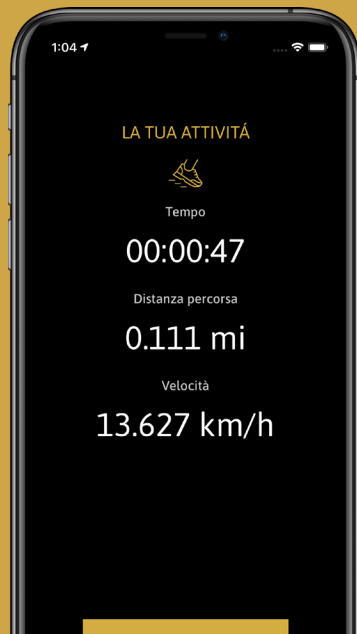 1:04
LA TUA ATTIVITÁ
Tempo
00:00:47
Distanza percorsa
0.111 mi
Velocità
13.627 km/h